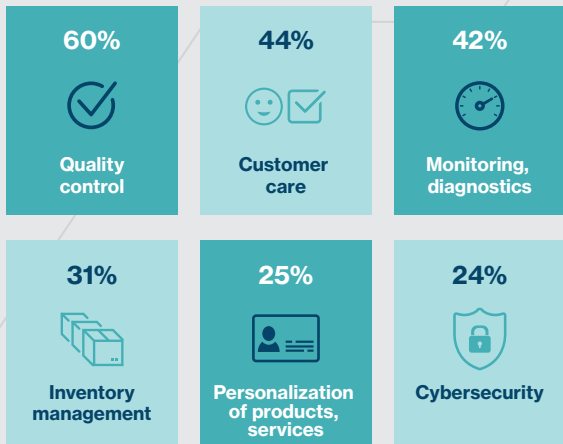 60%
Quality
control
44%
Customer
care
42%
Monitoring,
diagnostics
31%
Inventory
management
25%
Personalization
of products,
services
24%
Cybersecurity